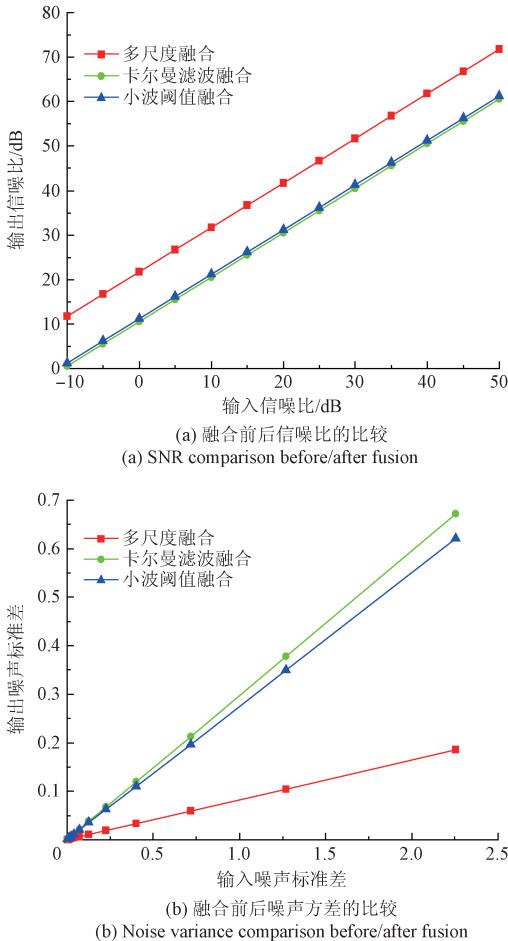 80
70
60
50
40
30
20
10
0
输出信噪比/dB
多尺度融合
卡尔曼滤波融合
小波阈值融合
-10 0 10 20 30 40 50
输入信噪比/dB
(a) 融合前后信噪比的比较
(a) SNR comparison before/after fusion
0.7
0.6
0.5
0.4
0.3
0.2
0.1
输出噪声标准差
多尺度融合
卡尔曼滤波融合
小波阈值融合
0 0.5 1.0 1.5 2.0 2.5
输入噪声标准差
(b) 融合前后噪声方差的比较
(b) Noise variance comparison before/after fusion